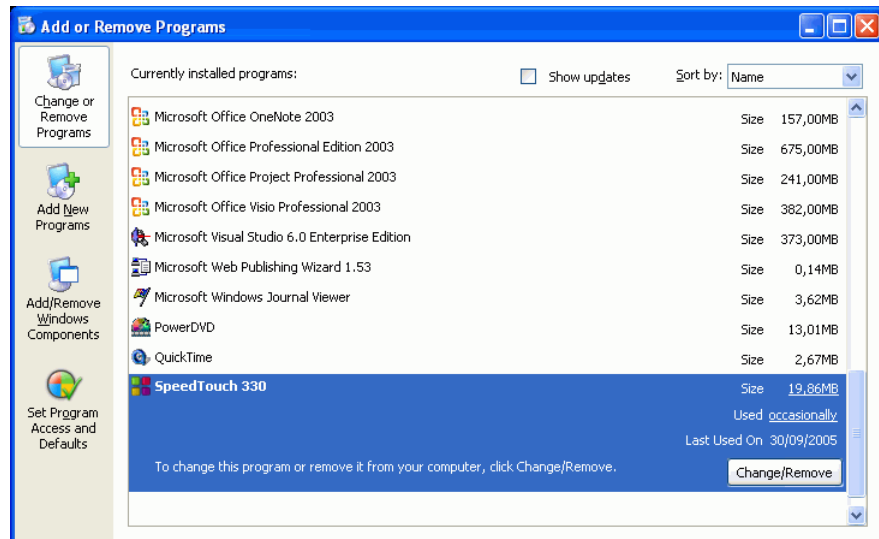 Add or Remove Programs
Change or
Remove
Programs
Add New
Programs
Add/Remove
Windows
Components
Set Program
Access and
Defaults
Currently installed programs: Show updates Sort by: Name
Microsoft Office OneNote 2003 Size 157,00MB
Microsoft Office Professional Edition 2003 Size 675,00MB
Microsoft Office Project Professional 2003 Size 241,00MB
Microsoft Office Visio Professional 2003 Size 382,00MB
Microsoft Visual Studio 6.0 Enterprise Edition Size 373,00MB
Microsoft Web Publishing Wizard 1.53 Size 0,14MB
Microsoft Windows Journal Viewer Size 3,62MB
PowerDVD Size 13,01MB
QuickTime Size 2,67MB
SpeedTouch 330 Size 19,86MB
Used occasionally
Last Used On 30/09/2005
To change this program or remove it from your computer, click Change/Remove. Change/Remove